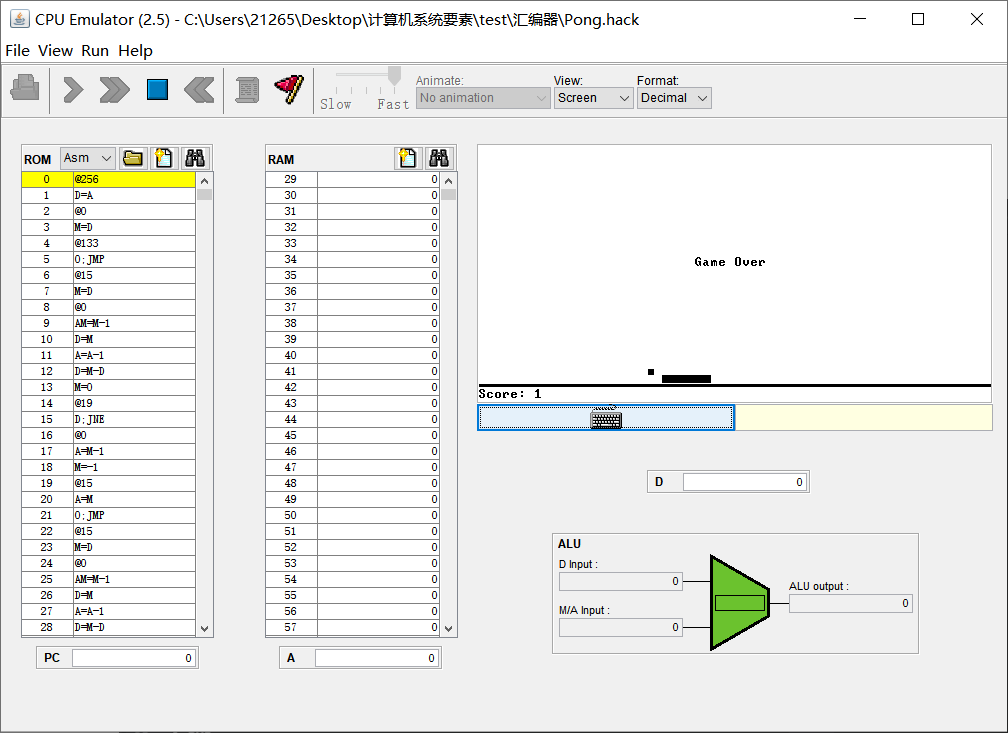 CPU Emulator (2.5) - C:\Users\21265\Desktop\计算机系统要素\test\汇编器\Pong.hack
File View Run Help
Slow Fast
Animate: View: Format:
No animation Screen Decimal
ROM Asm
0 @256
1 D=A
2 @0
3 M=D
4 @133
5 0;JMP
6 @15
7 M=D
8 @0
9 AM=M-1
10 D=M
11 A=A-1
12 D=M-D
13 M=0
14 @19
15 D;JNE
16 @0
17 A=M-1
18 M=-1
19 @15
20 A=M
21 0;JMP
22 @15
23 M=D
24 @0
25 AM=M-1
26 D=M
27 A=A-1
28 D=M-D
PC 0
RAM
29 0
30 0
31 0
32 0
33 0
34 0
35 0
36 0
37 0
38 0
39 0
40 0
41 0
42 0
43 0
44 0
45 0
46 0
47 0
48 0
49 0
50 0
51 0
52 0
53 0
54 0
55 0
56 0
57 0
A 0
Game Over
Score: 1
D 0
ALU
D Input :
0
M/A Input :
0
ALU output :
0